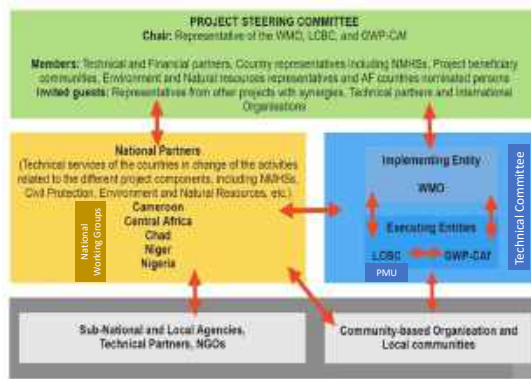 PROJECT STEERING COMMITTEE
Chair: Representative of the WMO, LCBC, and GWP-CAf
Members: Technical and Financial partners, Country representatives including NMHSs, Project beneficiary
communities, Environment and Natural resources representatives and AF countries nominated persons
Invited guests: Representatives from other projects with synergies, Technical partners and International
Organisations
National Partners
(Technical services of the countries in change of the activities
related to the different project components, including NMHSs,
Civil Protection, Environment and Natural Resources, etc.)
Cameroon
Central Africa
Chad
Niger
Nigeria
National
Working Groups
Implementing Entity
WMO
Executing Entities
LCBC
GWP-CAf
PMU
Technical Committee
Sub-National and Local Agencies,
Technical Partners, NGOs
Community-based Organisation and
Local communities